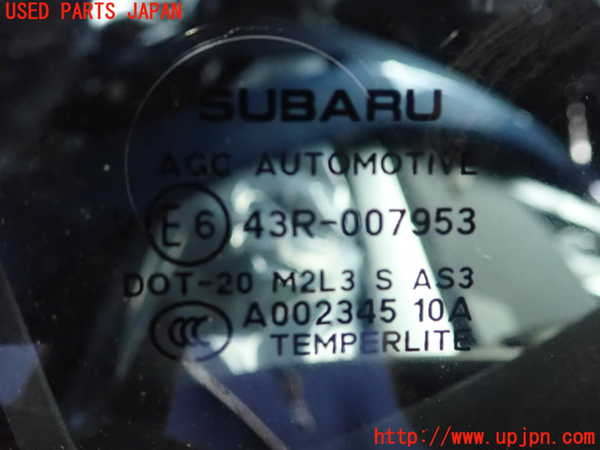 USED PARTS JAPAN
SUBARU
AGC AUTOMOTIVE
E6 43R-007953
DOT-20 M2L3 S AS3
CCC A002345 10A
TEMPERLITE
http://www.upjpn.com